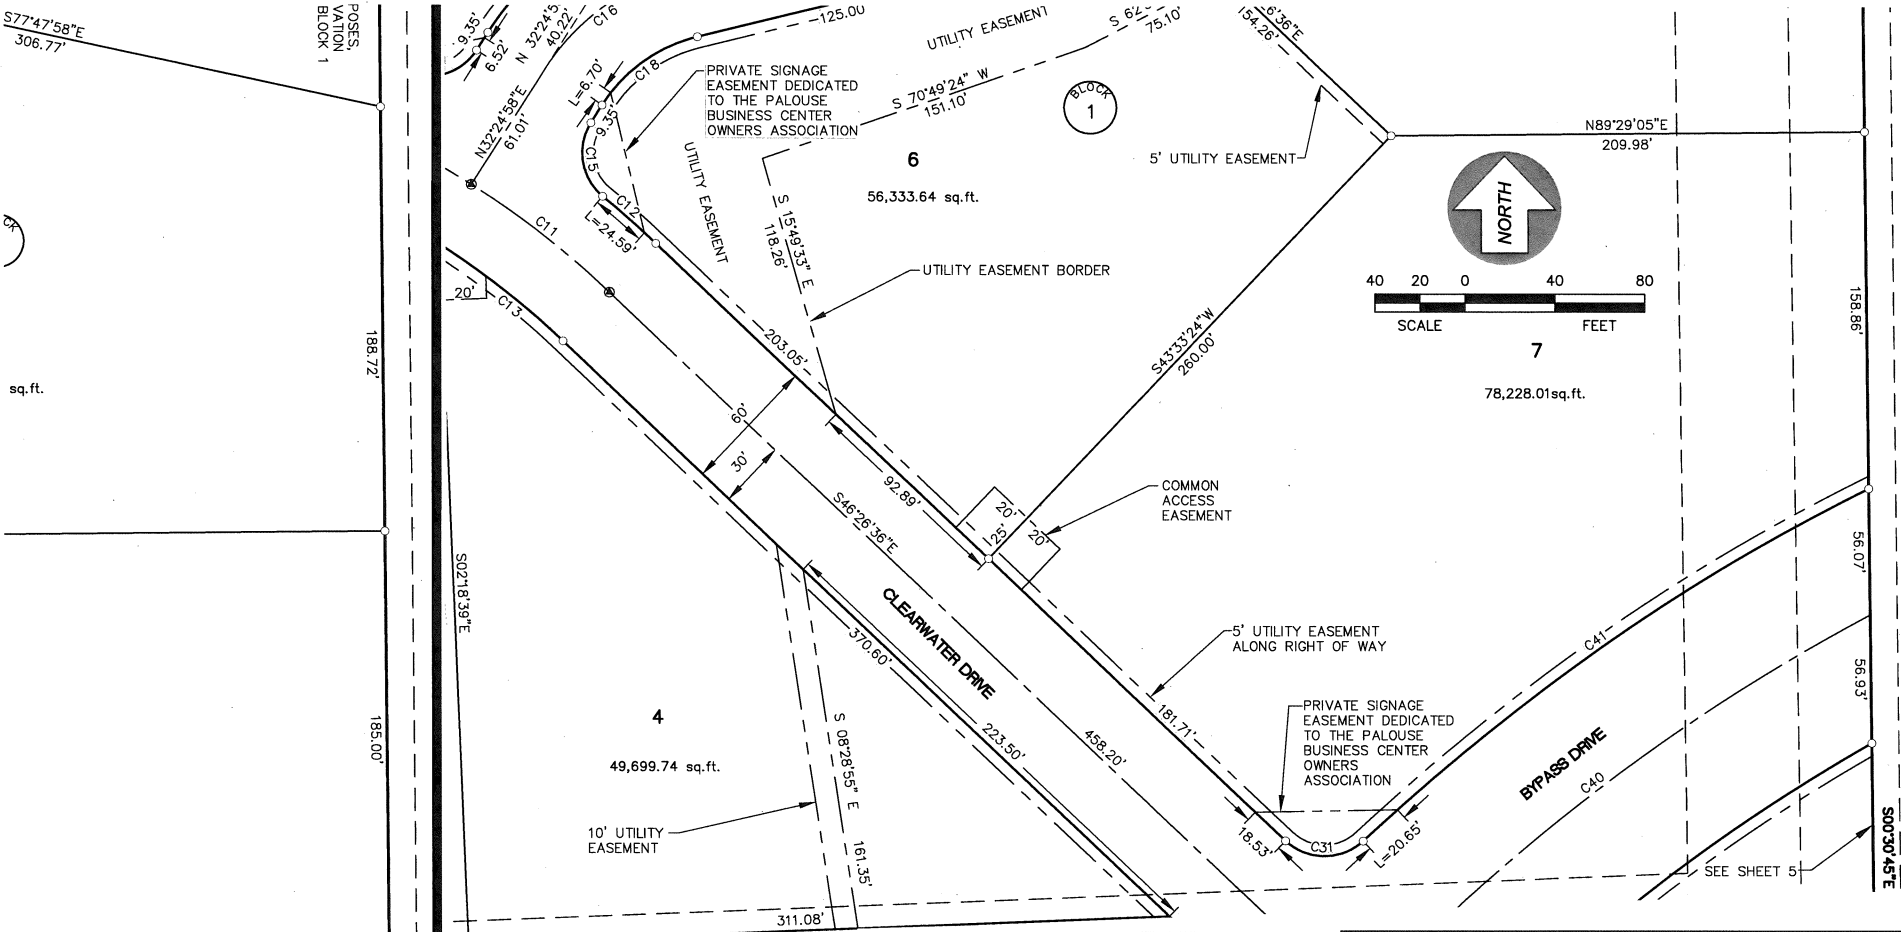 S77°47'58"E
306.77'
POSES,
VATION
BLOCK 1
188.72'
sq.ft.
185.00'
9.35'
6.52'
N 32°24'5
40.22'
C16
N32°24'58"E
61.01'
L=6.70'
9.35'
C18
C15
C12
L=24.59'
C11
C13
20'
125.00
PRIVATE SIGNAGE
EASEMENT DEDICATED
TO THE PALOUSE
BUSINESS CENTER
OWNERS ASSOCIATION
UTILITY EASEMENT
UTILITY EASEMENT
S 70°49'24" W
151.10'
75.10'
6'36"E
154.26'
BLOCK
1
6
56,333.64 sq.ft.
5' UTILITY EASEMENT
S 15°49'33" E
118.26'
UTILITY EASEMENT BORDER
N89°29'05"E
209.98'
NORTH
40 20 0 40 80
SCALE FEET
7
78,228.01sq.ft.
158.86'
S43°33'24"W
260.00'
203.05'
60'
30'
92.89'
S46°26'36"E
20'
20'
25'
COMMON
ACCESS
EASEMENT
S02°18'39"E
CLEARWATER DRIVE
370.60'
223.50'
458.20'
181.71'
5' UTILITY EASEMENT
ALONG RIGHT OF WAY
PRIVATE SIGNAGE
EASEMENT DEDICATED
TO THE PALOUSE
BUSINESS CENTER
OWNERS
ASSOCIATION
18.53'
C31
L=20.65'
C41
BYPASS DRIVE
C40
56.07'
56.93'
SEE SHEET 5
S00°30'45"E
4
49,699.74 sq.ft.
10' UTILITY
EASEMENT
S 08°28'55" E 161.35'
311.08'